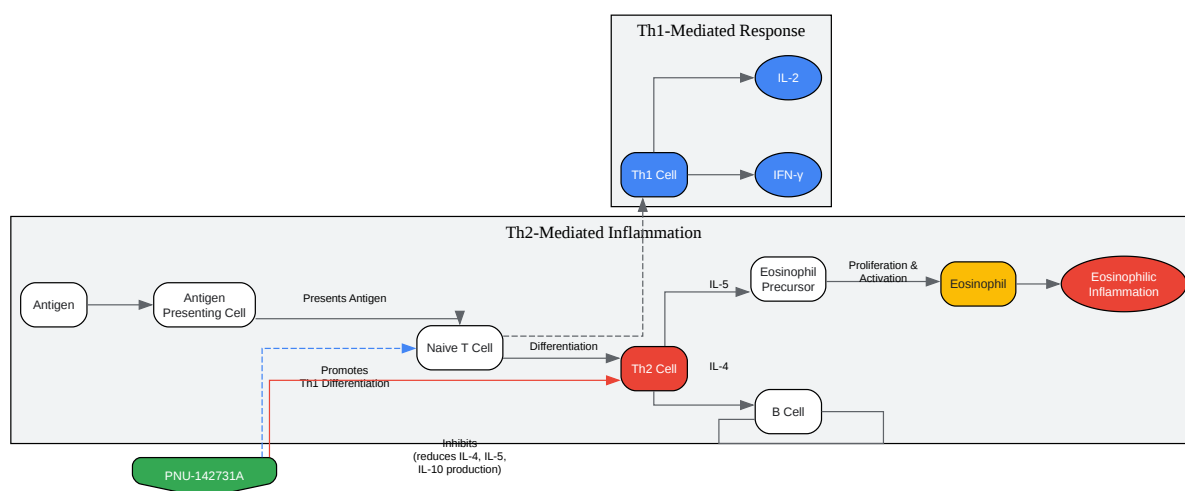 Th1-Mediated Response
IL-2
Th1 Cell
IFN-γ
Th2-Mediated Inflammation
Antigen
Antigen
Presenting Cell
Presents Antigen
Naive T Cell
Differentiation
Promotes
Th1 Differentiation
Th2 Cell
IL-5
IL-4
Eosinophil
Precursor
Proliferation &
Activation
Eosinophil
Eosinophilic
Inflammation
B Cell
Inhibits
(reduces IL-4, IL-5,
IL-10 production)
PNU-142731A